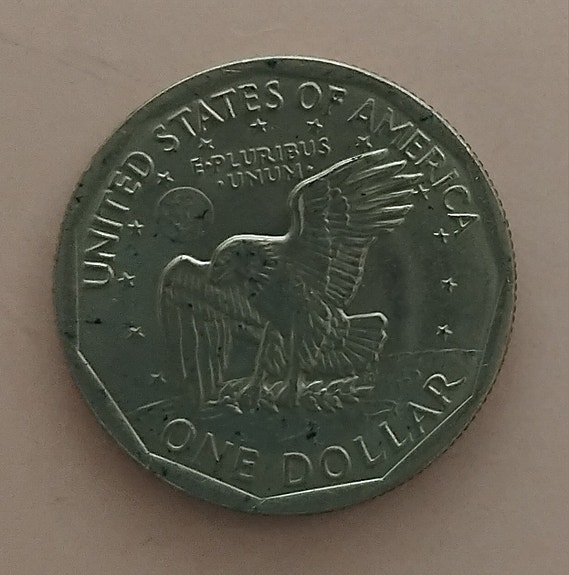 UNITED STATES OF AMERICA
E·PLURIBUS
·UNUM·
ONE DOLLAR